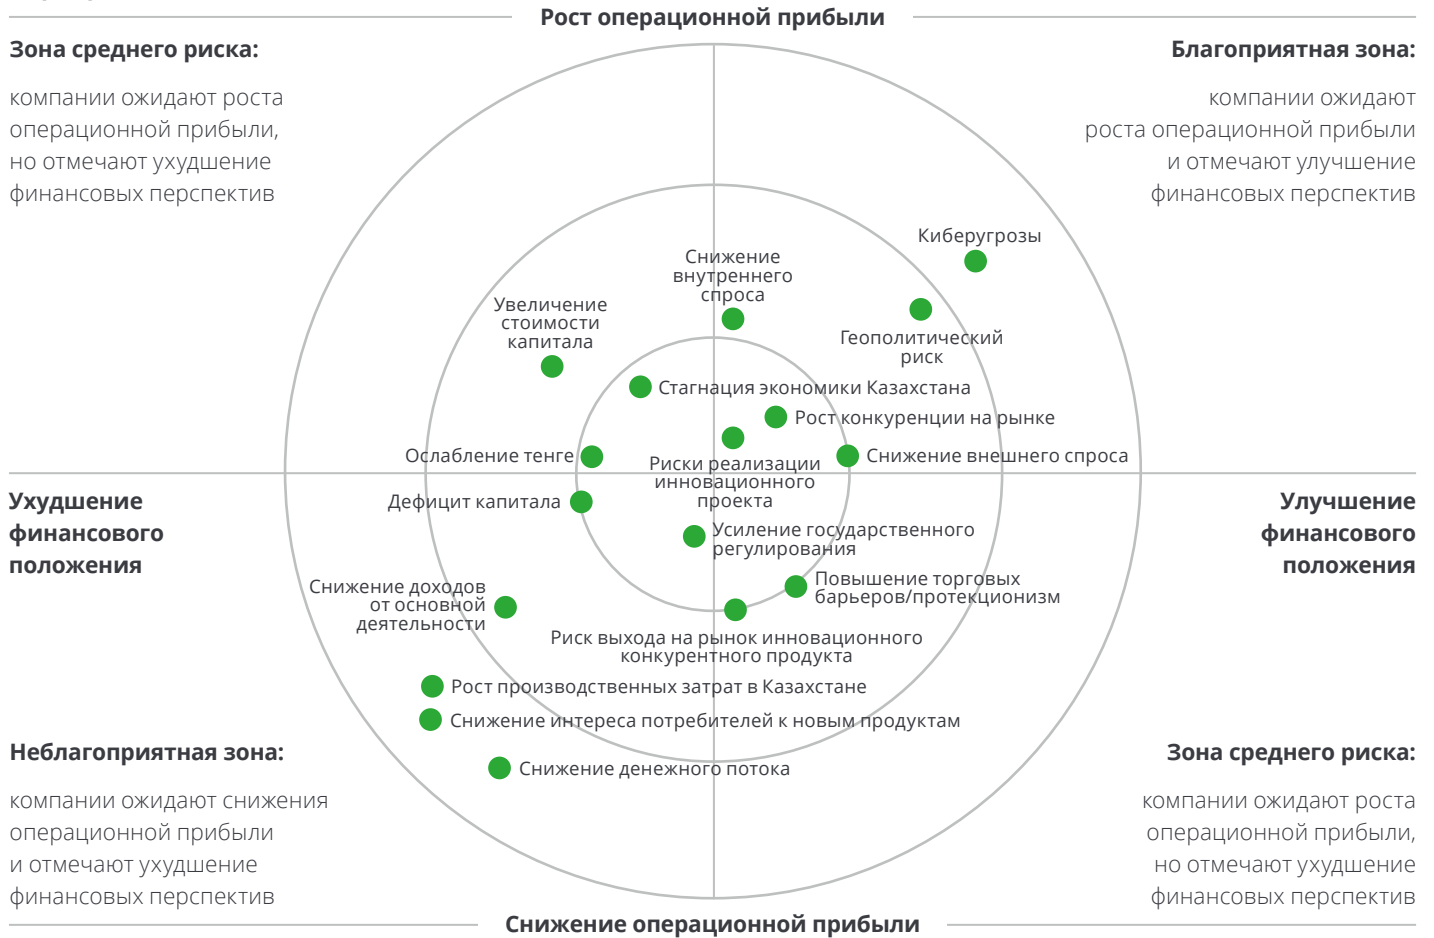 Рост операционной прибыли
Зона среднего риска:
компании ожидают роста
операционной прибыли,
но отмечают ухудшение
финансовых перспектив
Благоприятная зона:
компании ожидают
роста операционной прибыли
и отмечают улучшение
финансовых перспектив
Киберугрозы
Снижение
внутреннего
спроса
Увеличение
стоимости
капитала
Геополитический
риск
Стагнация экономики Казахстана
Рост конкуренции на рынке
Ослабление тенге
Снижение внешнего спроса
Риски реализации
инновационного
проекта
Ухудшение
финансового
положения
Дефицит капитала
Улучшение
финансового
положения
Усиление государственного
регулирования
Снижение доходов
от основной
деятельности
Повышение торговых
барьеров/протекционизм
Риск выхода на рынок инновационного
конкурентного продукта
Рост производственных затрат в Казахстане
Снижение интереса потребителей к новым продуктам
Снижение денежного потока
Неблагоприятная зона:
компании ожидают снижения
операционной прибыли
и отмечают ухудшение
финансовых перспектив
Зона среднего риска:
компании ожидают роста
операционной прибыли,
но отмечают ухудшение
финансовых перспектив
Снижение операционной прибыли